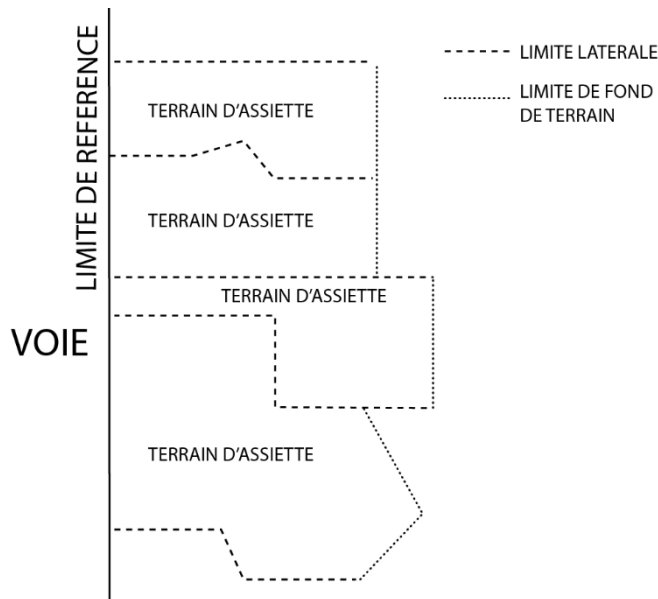 LIMITE DE REFERENCE
VOIE
TERRAIN D'ASSIETTE
TERRAIN D'ASSIETTE
TERRAIN D'ASSIETTE
TERRAIN D'ASSIETTE
LIMITE LATERALE
LIMITE DE FOND
DE TERRAIN